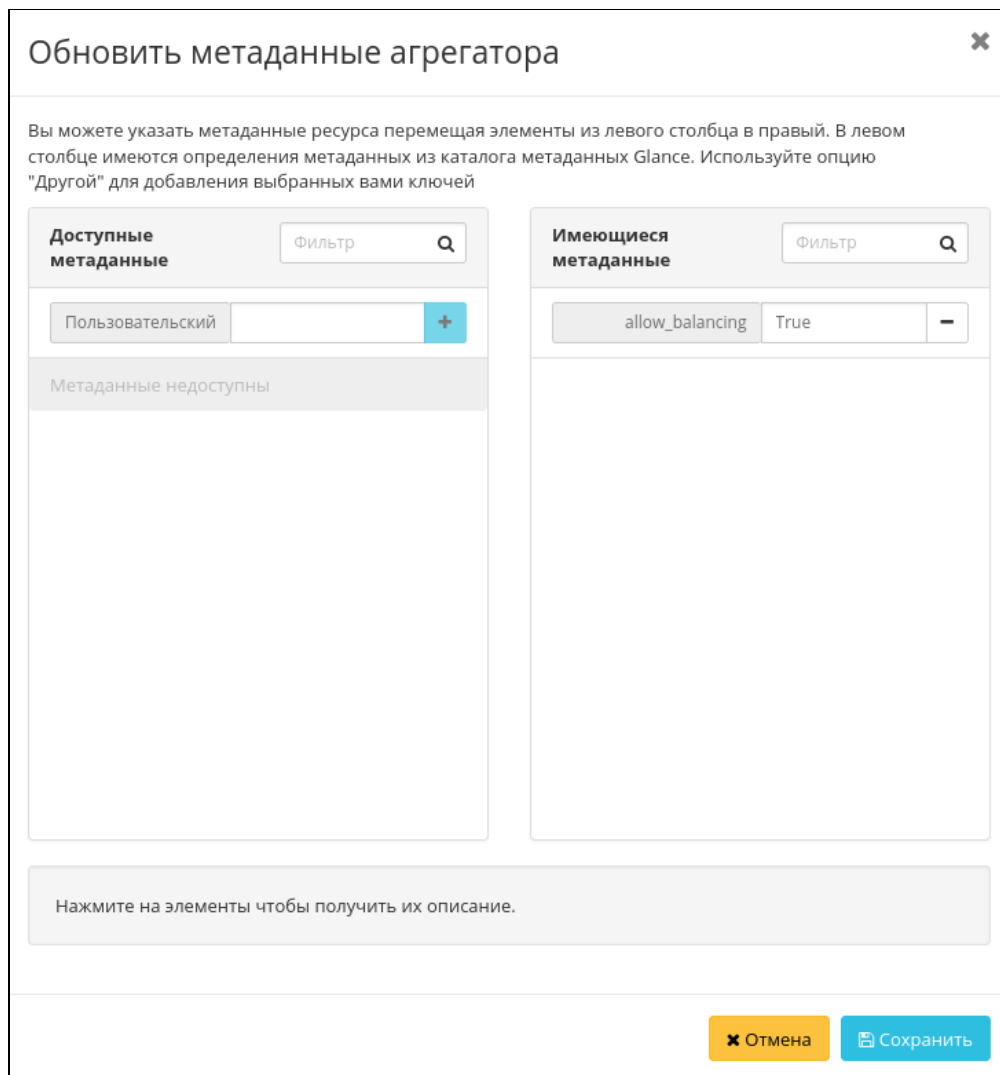 Обновить метаданные агрегатора
Вы можете указать метаданные ресурса перемещая элементы из левого столбца в правый. В левом
столбце имеются определения метаданных из каталога метаданных Glance. Используйте опцию
"Другой" для добавления выбранных вами ключей
Доступные
метаданные
Фильтр
Пользовательский
Метаданные недоступны
Имеющиеся
метаданные
Фильтр
allow_balancing True
Нажмите на элементы чтобы получить их описание.
Отмена
Сохранить